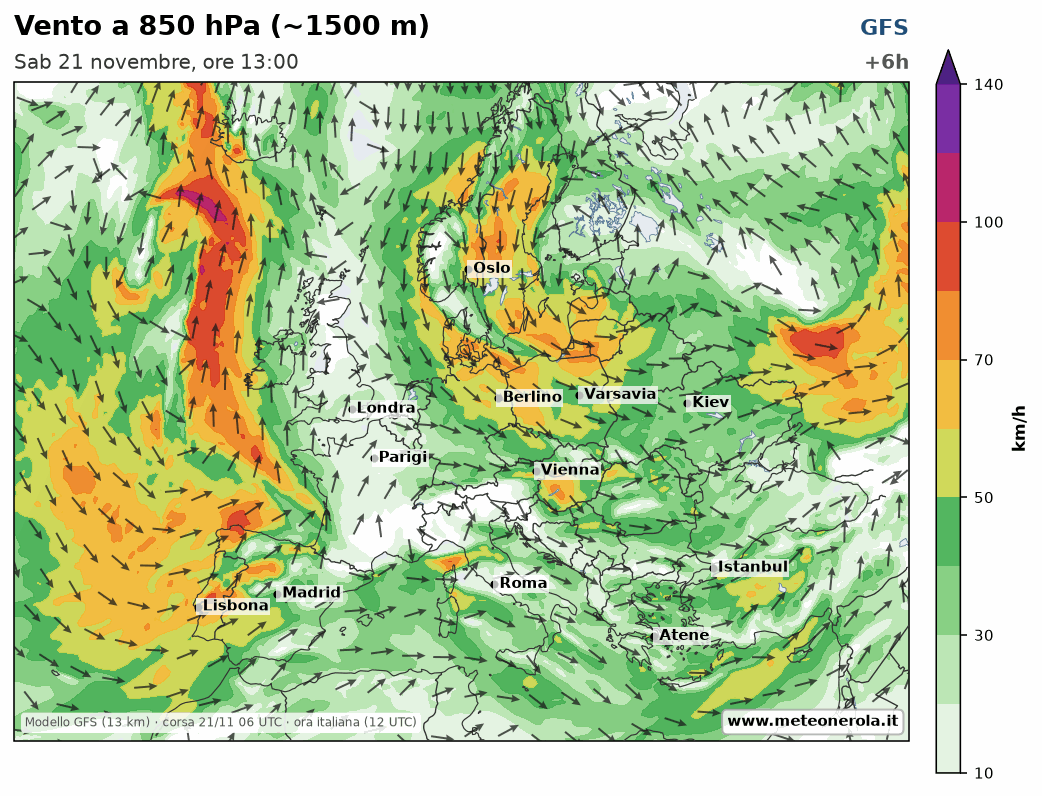 Vento a 850 hPa (~1500 m)
GFS
Sab 21 novembre, ore 13:00
+6h
140
100
70
50
30
10
km/h
Oslo
Berlino
Varsavia
Kiev
Londra
Parigi
Vienna
Istanbul
Roma
Madrid
Lisbona
Atene
Modello GFS (13 km) · corsa 21/11 06 UTC · ora italiana (12 UTC)
www.meteonerola.it